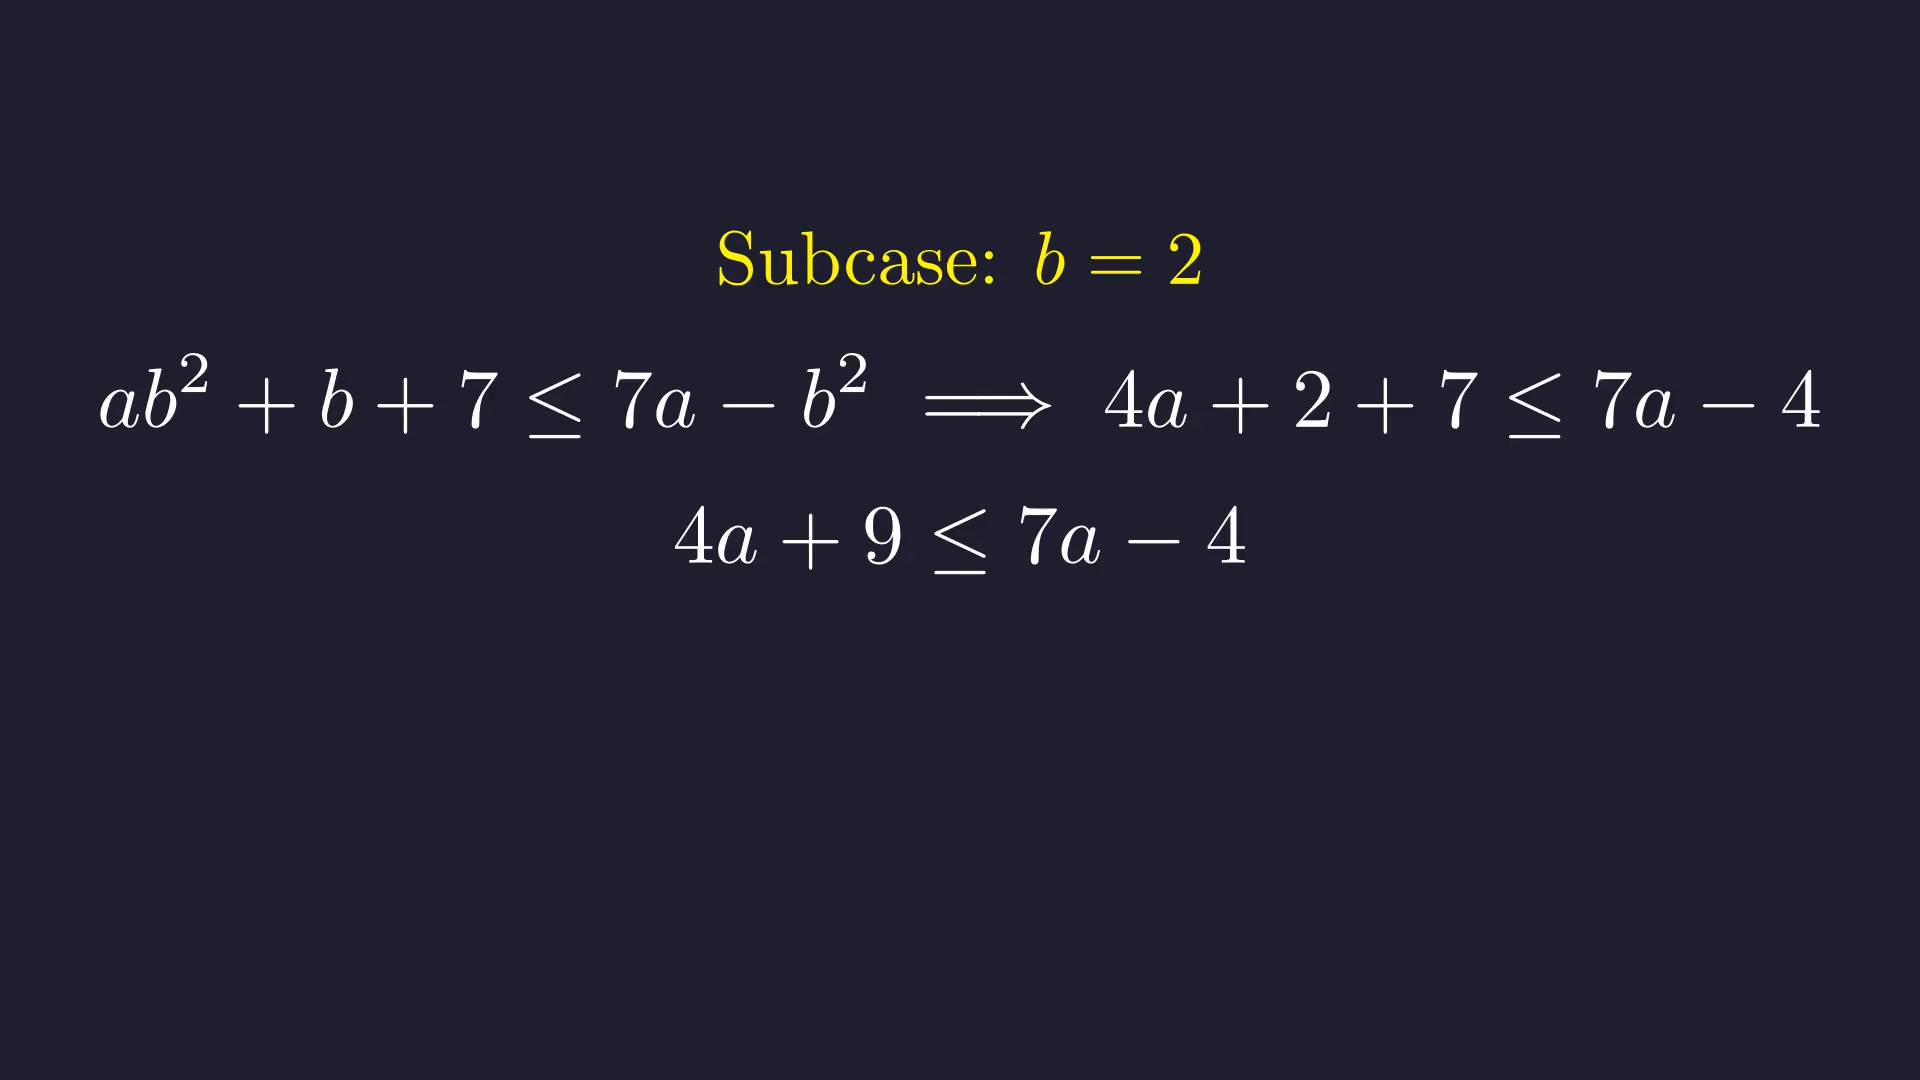 Subcase: b = 2
ab² + b + 7 ≤ 7a − b² ⟹ 4a + 2 + 7 ≤ 7a − 4
4a + 9 ≤ 7a − 4